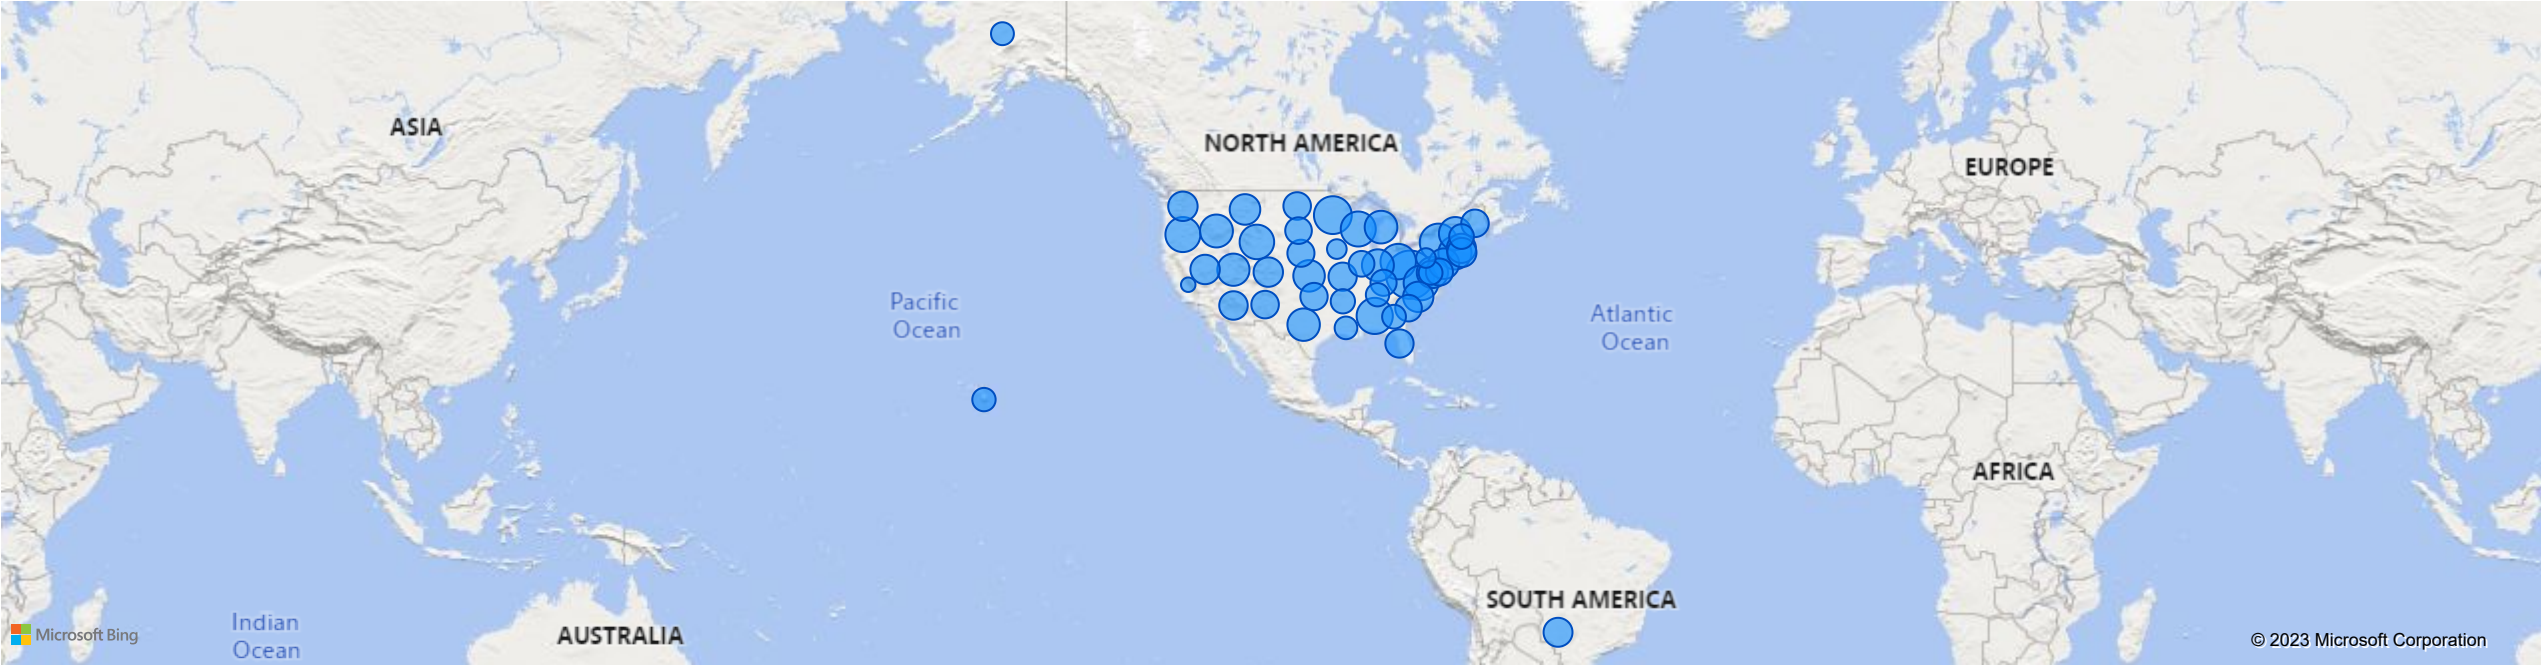 ASIA
NORTH AMERICA
EUROPE
Pacific
Ocean
Atlantic
Ocean
AFRICA
SOUTH AMERICA
Indian
Ocean
AUSTRALIA
Microsoft Bing
© 2023 Microsoft Corporation